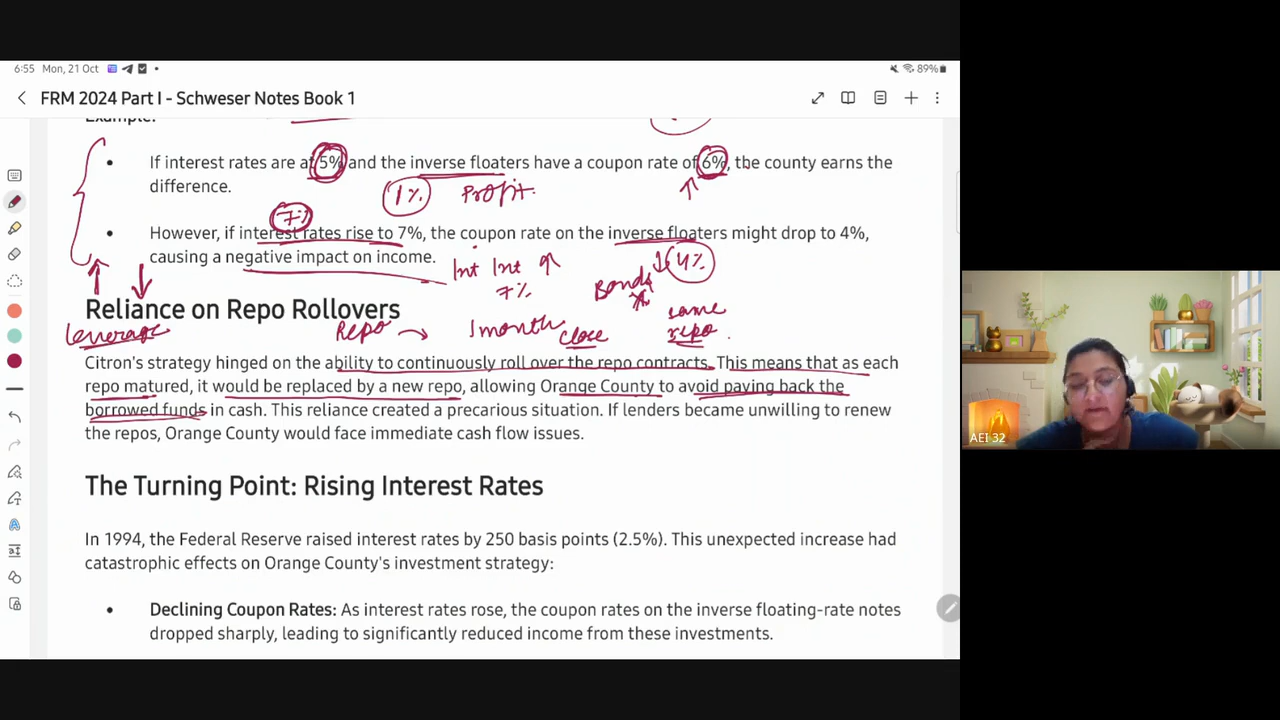 6:55 Mon, 21 Oct
89%
FRM 2024 Part I - Schweser Notes Book 1
Example:
If interest rates are at 5% and the inverse floaters have a coupon rate of 6%, the county earns the
difference.
1% Profit.
7%
However, if interest rates rise to 7%, the coupon rate on the inverse floaters might drop to 4%,
causing a negative impact on income.
Int Int 7%
Bonds
4%
Reliance on Repo Rollovers
leverage
Repo → 1month close same repo
Citron's strategy hinged on the ability to continuously roll over the repo contracts. This means that as each
repo matured, it would be replaced by a new repo, allowing Orange County to avoid paying back the
borrowed funds in cash. This reliance created a precarious situation. If lenders became unwilling to renew
the repos, Orange County would face immediate cash flow issues.
The Turning Point: Rising Interest Rates
In 1994, the Federal Reserve raised interest rates by 250 basis points (2.5%). This unexpected increase had
catastrophic effects on Orange County's investment strategy:
Declining Coupon Rates: As interest rates rose, the coupon rates on the inverse floating-rate notes
dropped sharply, leading to significantly reduced income from these investments.
AEI 32